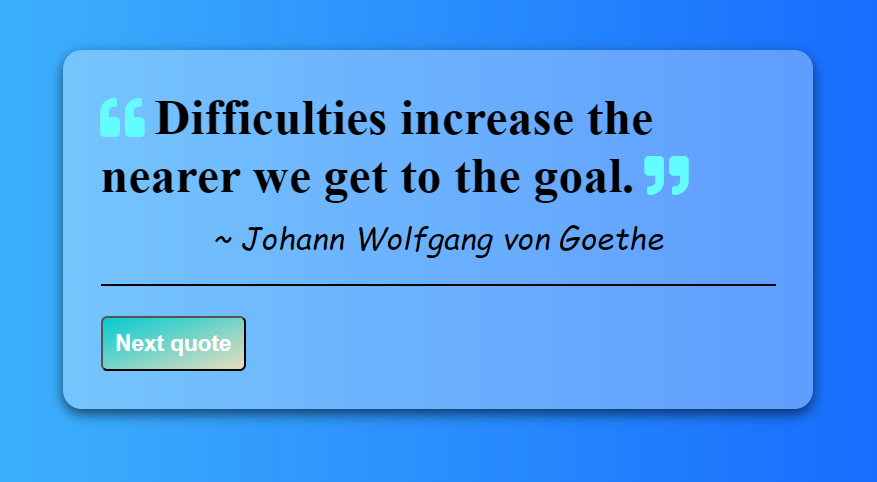 “ Difficulties increase the
nearer we get to the goal. ”
~ Johann Wolfgang von Goethe
Next quote